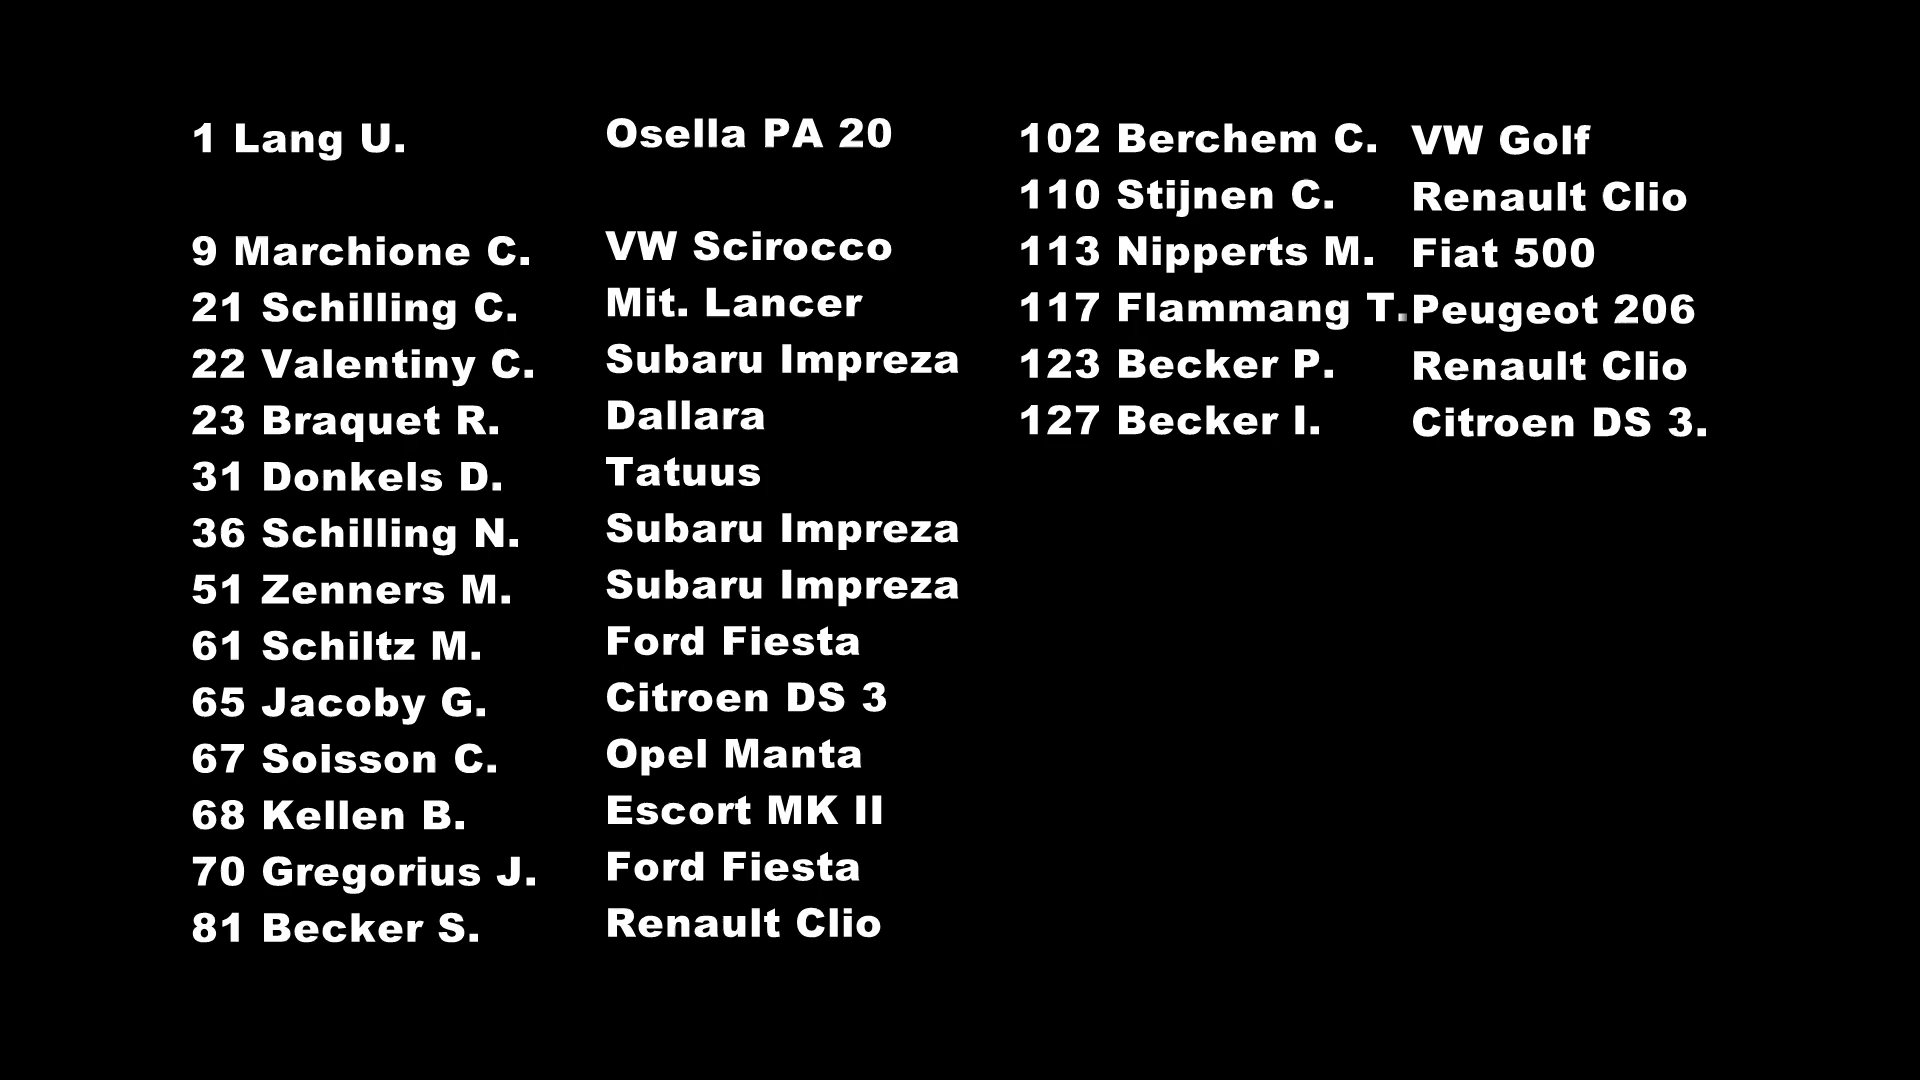 1 Lang U. Osella PA 20
9 Marchione C. VW Scirocco
21 Schilling C. Mit. Lancer
22 Valentiny C. Subaru Impreza
23 Braquet R. Dallara
31 Donkels D. Tatuus
36 Schilling N. Subaru Impreza
51 Zenners M. Subaru Impreza
61 Schiltz M. Ford Fiesta
65 Jacoby G. Citroen DS 3
67 Soisson C. Opel Manta
68 Kellen B. Escort MK II
70 Gregorius J. Ford Fiesta
81 Becker S. Renault Clio
102 Berchem C. VW Golf
110 Stijnen C. Renault Clio
113 Nipperts M. Fiat 500
117 Flammang T. Peugeot 206
123 Becker P. Renault Clio
127 Becker I. Citroen DS 3.